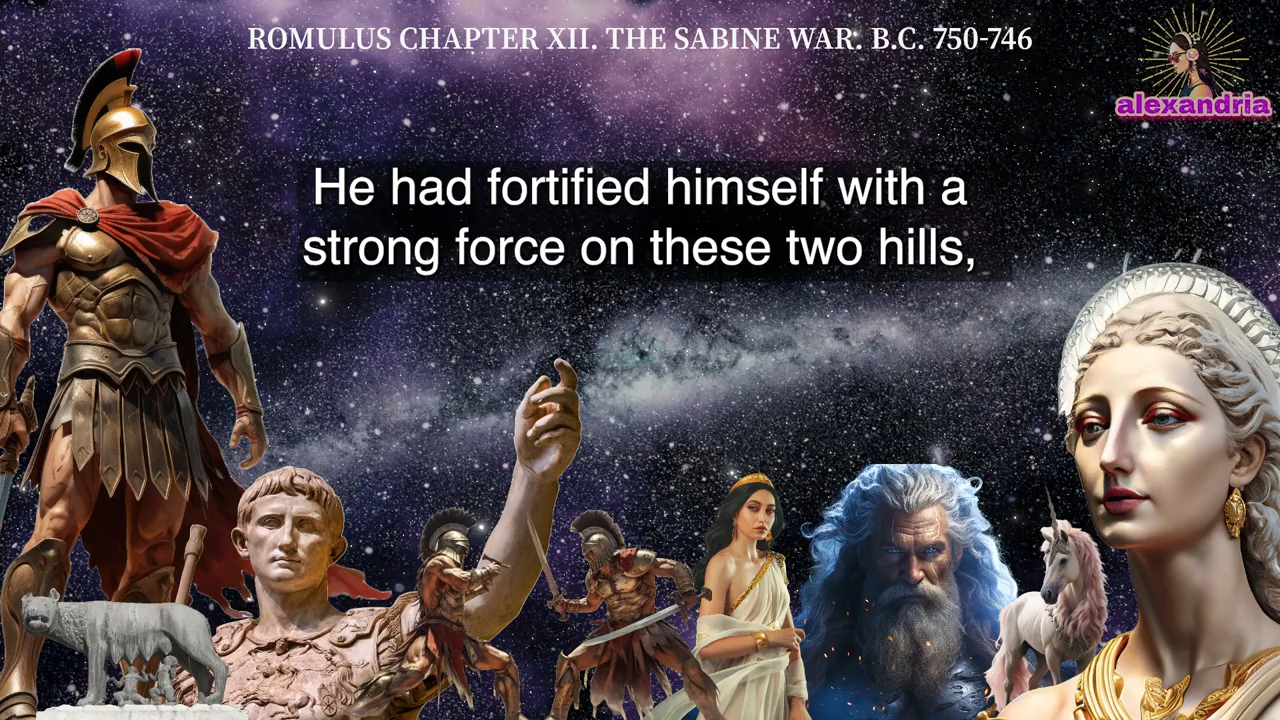 ROMULUS CHAPTER XII. THE SABINE WAR. B.C. 750-746
alexandria
He had fortified himself with a
strong force on these two hills,